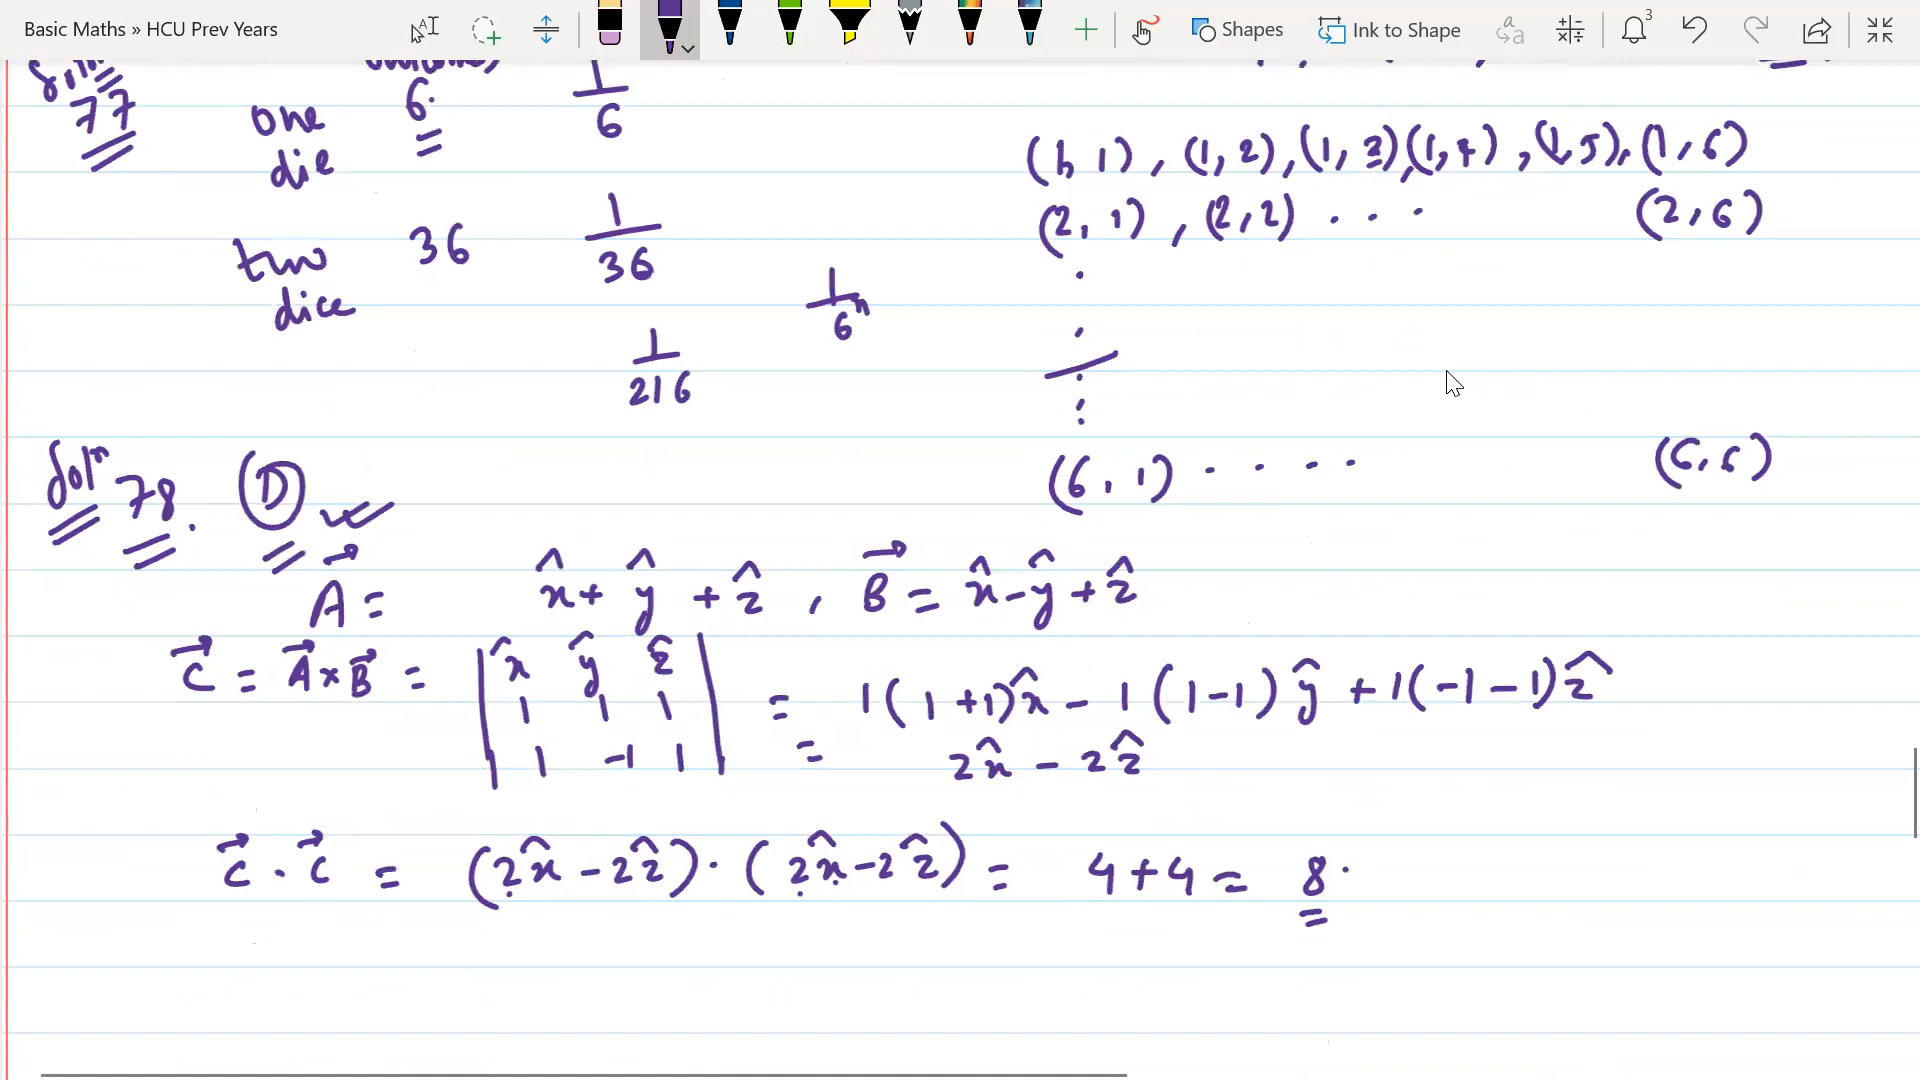 Basic Maths » HCU Prev Years
3
Shapes
Ink to Shape
77
one die 6. 1/6
(1, 1), (1, 2), (1, 3), (1, 4), (1, 5), (1, 6)
(2, 1), (2, 2) . . . (2, 6)
two dice 36 1/36
1/6ⁿ
1/216
(6, 1) . . . . (6, 6)
Solⁿ 78. (D)
A⃗ = x̂ + ŷ + ẑ , B⃗ = x̂ - ŷ + ẑ
C⃗ = A⃗ × B⃗ = | x̂ ŷ ẑ | = 1(1+1)x̂ - 1(1-1)ŷ + 1(-1-1)ẑ
1 1 1
1 -1 1 = 2x̂ - 2ẑ
C⃗ . C⃗ = (2x̂ - 2ẑ) . (2x̂ - 2ẑ) = 4 + 4 = 8.